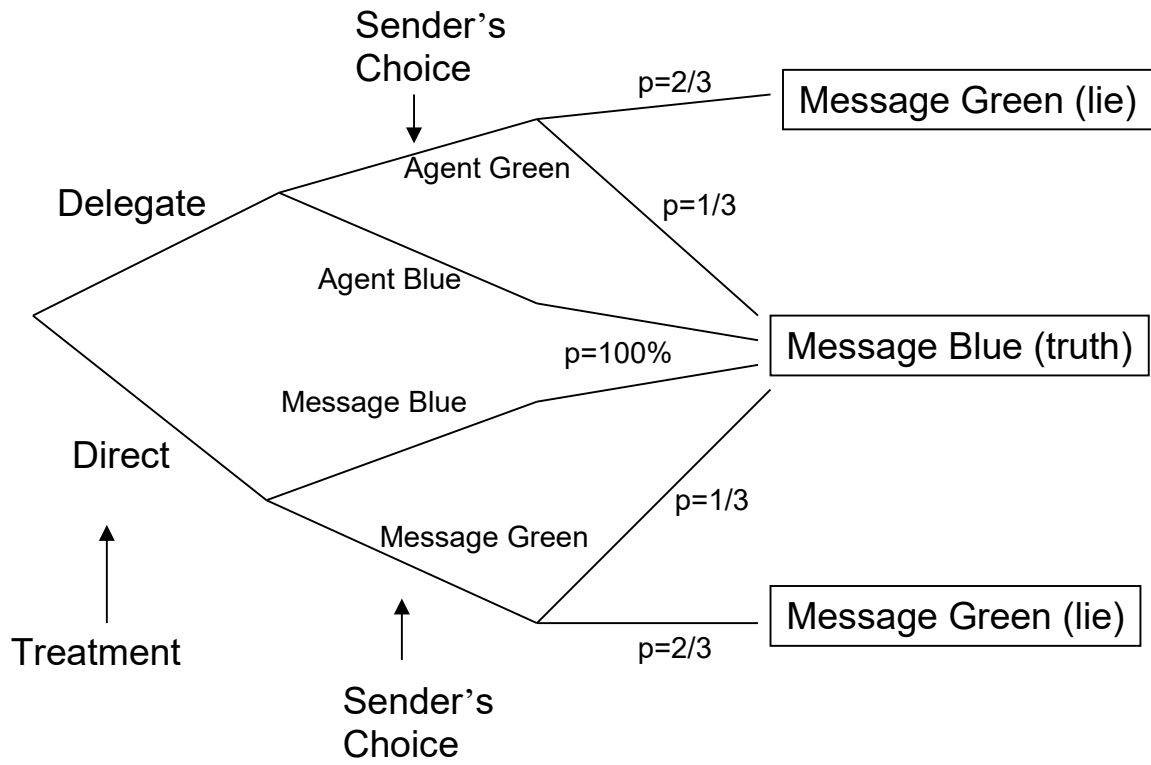 Sender’s
Choice
p=2/3
Message Green (lie)
Agent Green
Delegate
p=1/3
Agent Blue
Message Blue (truth)
p=100%
Message Blue
Direct
p=1/3
Message Green
Message Green (lie)
p=2/3
Treatment
Sender’s
Choice